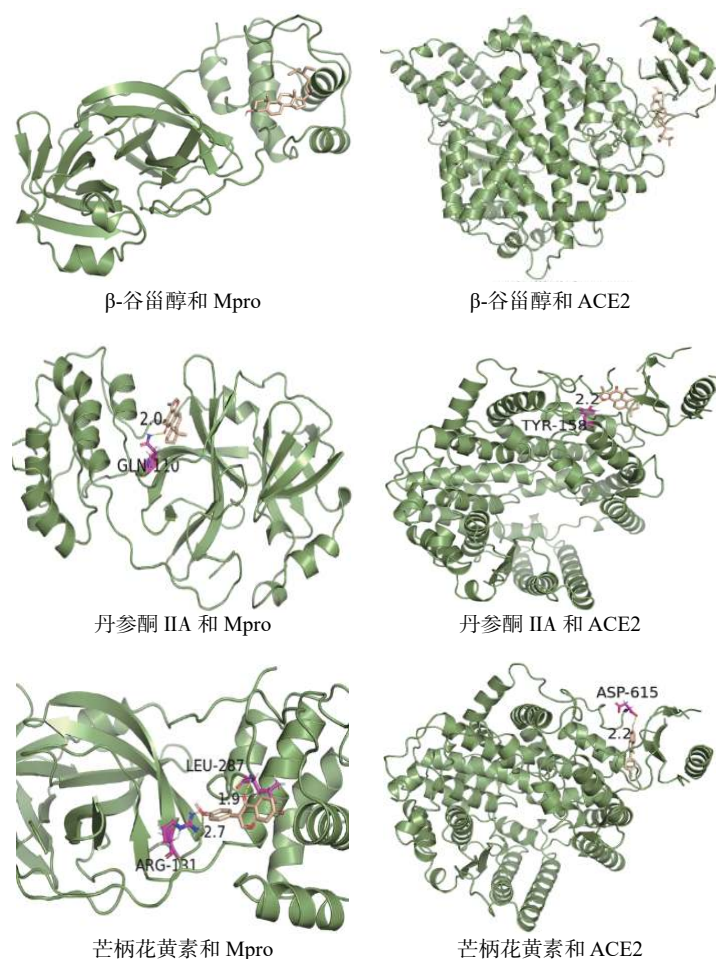 β-谷甾醇和 Mpro
β-谷甾醇和 ACE2
2.0
GLN-110
2.2
TYR-158
丹参酮 IIA 和 Mpro
丹参酮 IIA 和 ACE2
LEU-287
1.9
2.7
ARG-131
ASP-615
2.2
芒柄花黄素和 Mpro
芒柄花黄素和 ACE2